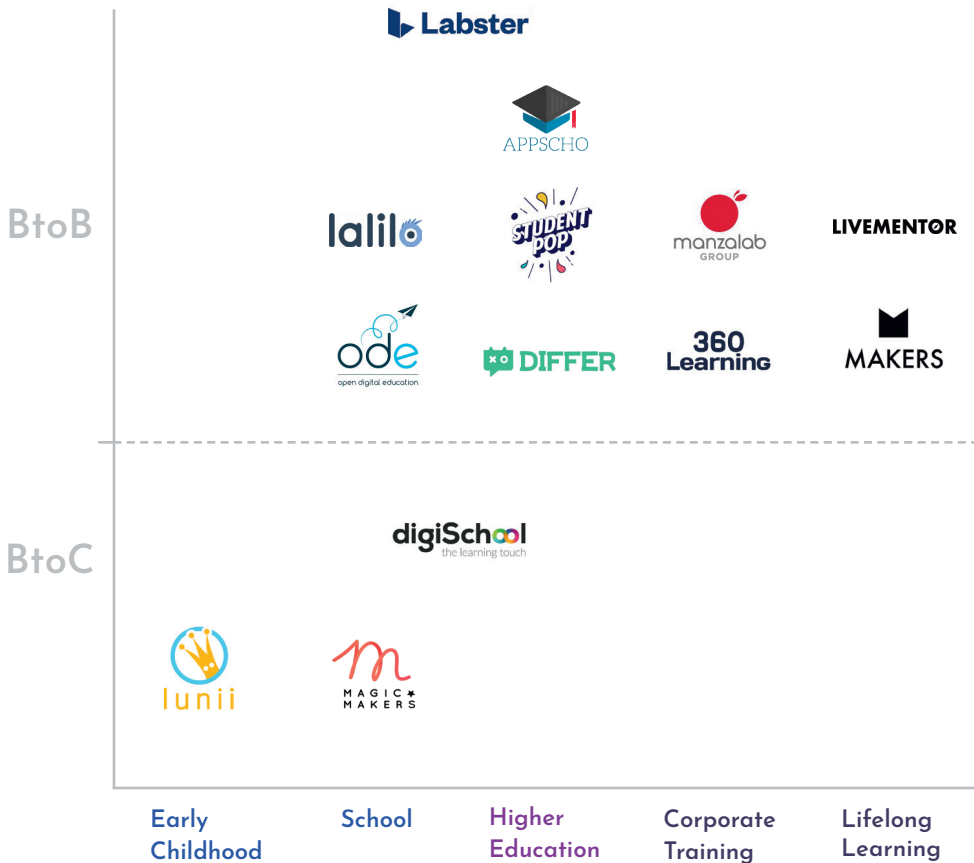 Labster
APPSCHO
BtoB
lalilo
STUDENT
POP
manzalab
GROUP
LIVEMENTØR
ode
open digital education
DIFFER
360
Learning
MAKERS
digiSchool
the learning touch
BtoC
lunii
m
MAGIC
MAKERS
Early
Childhood
School
Higher
Education
Corporate
Training
Lifelong
Learning